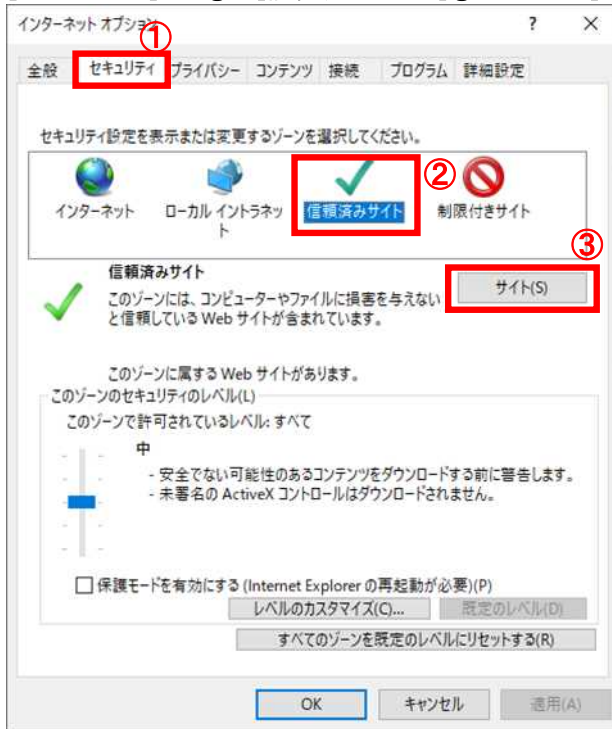 インターネット オプション ? ×
①
全般 セキュリティ プライバシー コンテンツ 接続 プログラム 詳細設定
セキュリティ設定を表示または変更するゾーンを選択してください。
②
インターネット ローカル イントラネット 信頼済みサイト 制限付きサイト
③
信頼済みサイト
サイト(S)
このゾーンには、コンピューターやファイルに損害を与えない
と信頼している Web サイトが含まれています。
このゾーンに属する Web サイトがあります。
このゾーンのセキュリティのレベル(L)
このゾーンで許可されているレベル: すべて
中
- 安全でない可能性のあるコンテンツをダウンロードする前に警告します。
- 未署名の ActiveX コントロールはダウンロードされません。
保護モードを有効にする (Internet Explorer の再起動が必要)(P)
レベルのカスタマイズ(C)... 既定のレベル(D)
すべてのゾーンを既定のレベルにリセットする(R)
OK キャンセル 適用(A)